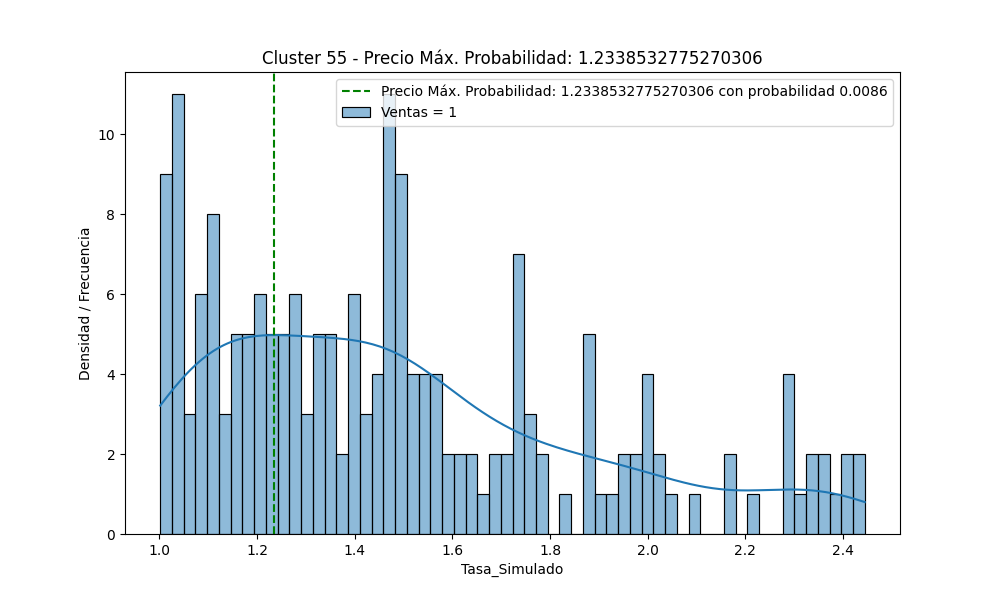 Cluster 55 - Precio Máx. Probabilidad: 1.2338532775270306
Precio Máx. Probabilidad: 1.2338532775270306 con probabilidad 0.0086
Ventas = 1
Densidad / Frecuencia
10
8
6
4
2
0
1.0 1.2 1.4 1.6 1.8 2.0 2.2 2.4
Tasa_Simulado